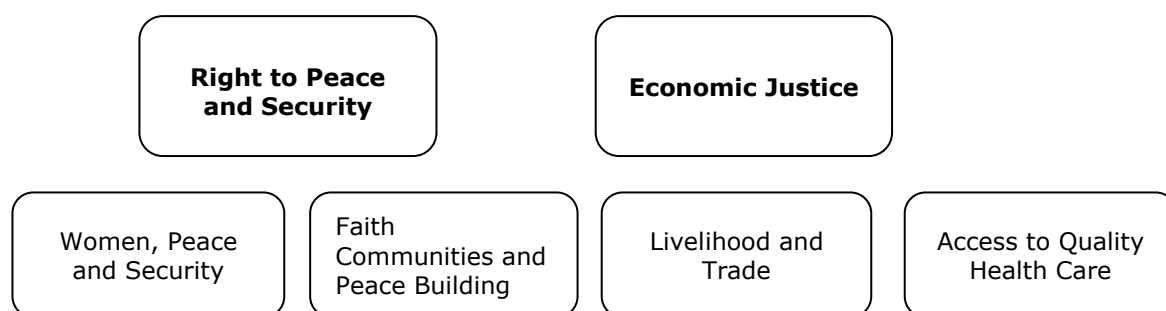 Right to Peace
and Security
Economic Justice
Women, Peace
and Security
Faith
Communities and
Peace Building
Livelihood and
Trade
Access to Quality
Health Care